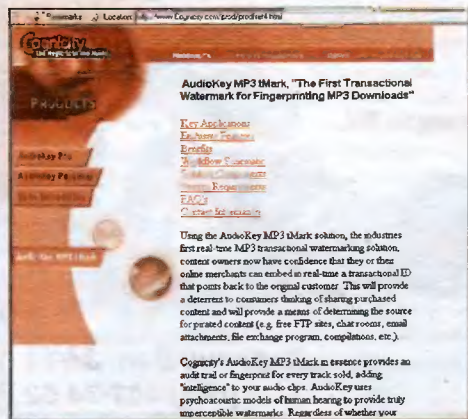 Bookmarks Location www.Cognicity.com/prod/prodset4.html
Cognicity
PRODUCTS
AudioKey Pro
AudioKey MP3 tMark, "The First Transactional
Watermark for Fingerprinting MP3 Downloads"
Key Applications
Features
Benefits
Workflow Schematic
Requirements
FAQ's
Contact Information
Using the AudioKey MP3 tMark solution, the industries
first real-time MP3 transactional watermarking solution,
content owners now have confidence that they or their
online merchants can embed in real-time a transactional ID
that points back to the original customer. This will provide
a deterrent to consumers thinking of sharing purchased
content and will provide a means of determining the source
for pirated content (e.g. free FTP sites, chat rooms, email
attachments, file exchange program, compilations, etc.).
Cognicity's AudioKey MP3 tMark in essence provides an
audit trail or fingerprint for every track sold, adding
"intelligence" to your audio clips. AudioKey uses
psychoacoustic models of human hearing to provide truly
imperceptible watermarks. Regardless of whether your